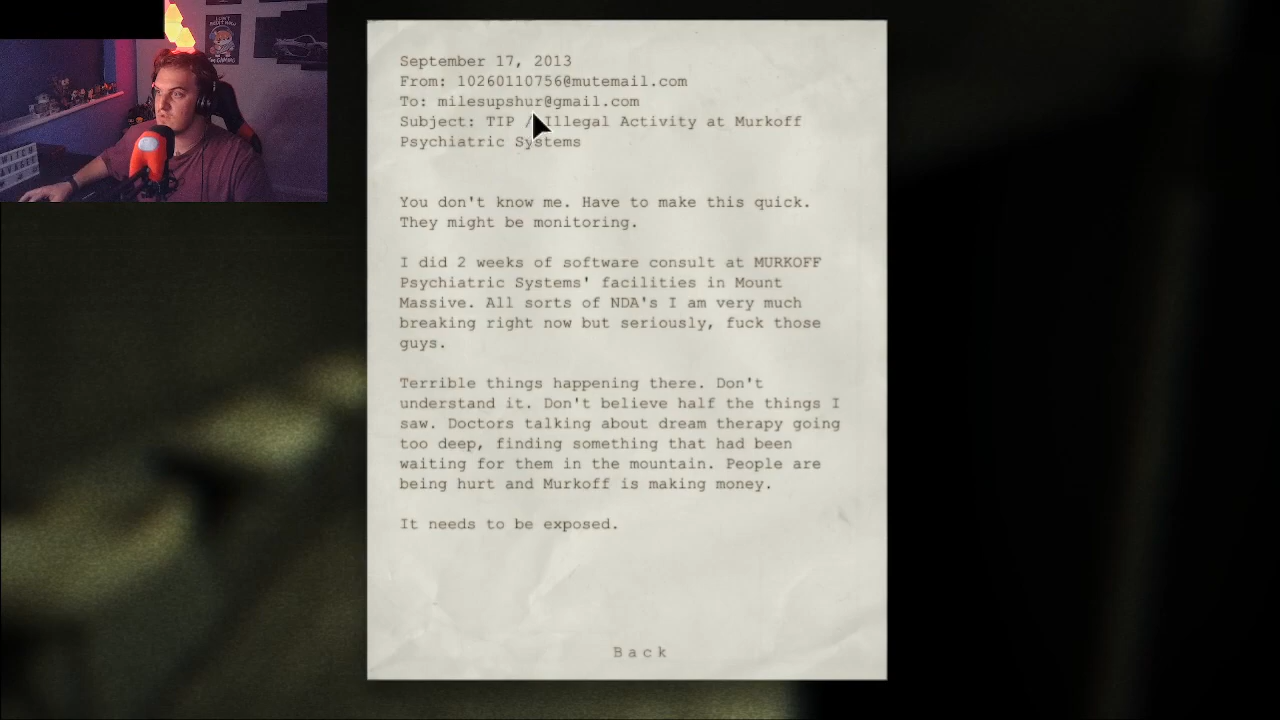 September 17, 2013
From: 10260110756@mutemail.com
To: milesupshur@gmail.com
Subject: TIP / Illegal Activity at Murkoff
Psychiatric Systems
You don't know me. Have to make this quick.
They might be monitoring.
I did 2 weeks of software consult at MURKOFF
Psychiatric Systems' facilities in Mount
Massive. All sorts of NDA's I am very much
breaking right now but seriously, fuck those
guys.
Terrible things happening there. Don't
understand it. Don't believe half the things I
saw. Doctors talking about dream therapy going
too deep, finding something that had been
waiting for them in the mountain. People are
being hurt and Murkoff is making money.
It needs to be exposed.
Back